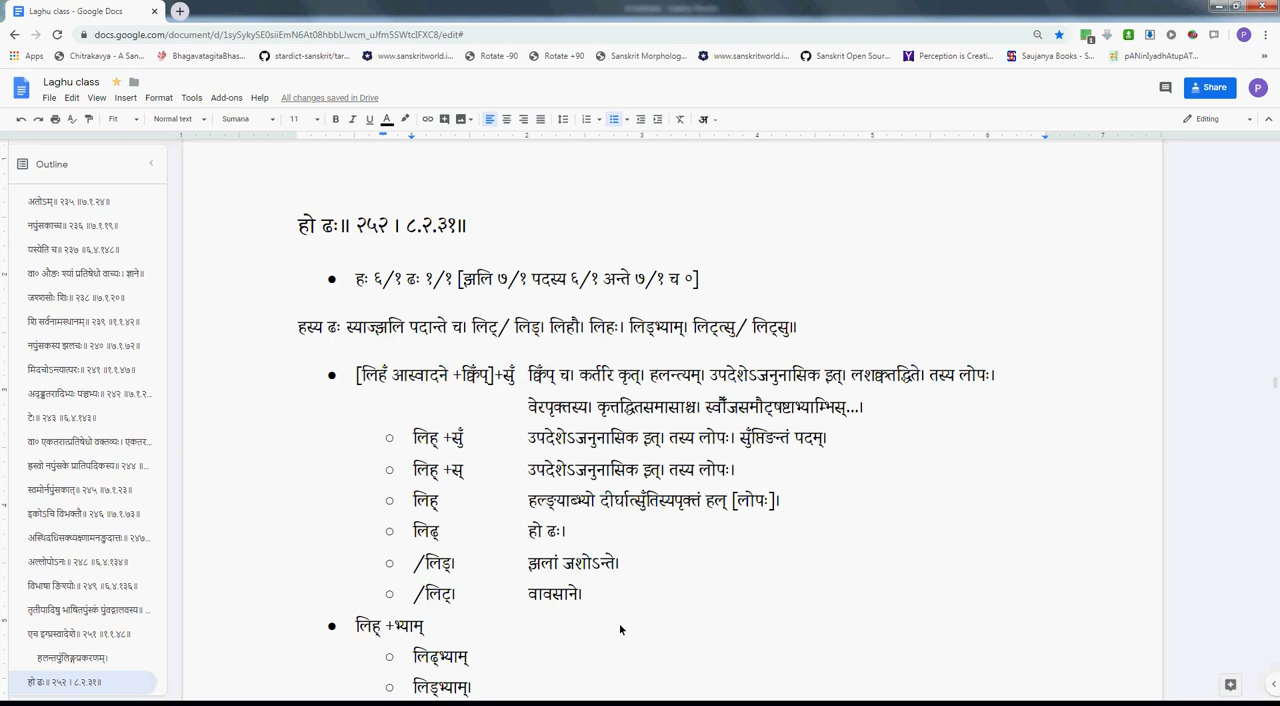 Laghu class - Google Docs
docs.google.com/document/d/1sySykySE0siiEmN6At08hbbLJwcm_uJfm5SWtcIFXC8/edit#
Apps Chitrakavya - A San... BhagavatagitaBhas... stardict-sanskrit/tar... www.sanskritworld.i... Rotate -90 Rotate +90 Sanskrit Morpholog... www.sanskritworld.i... Sanskrit Open Sour... Perception is Creatin... Saujanya Books - S... pANinIyadhAtupAT...
Laghu class
File Edit View Insert Format Tools Add-ons Help All changes saved in Drive
Share P
Fit Normal text Sumana 11 Editing
Outline
अतोऽम्॥ २३५ ॥७.१.२४॥
नपुंसकाच्च॥ २३६ ॥७.१.१९॥
यस्येति च॥ २३७ ॥६.४.१४८॥
वा० औङः श्यां प्रतिषेधो वाच्यः। ज्ञाने॥
जश्शसोः शिः॥ २३८ ॥७.१.२०॥
शि सर्वनामस्थानम्॥ २३९ ॥१.१.४२॥
नपुंसकस्य झलचः॥ २४० ॥७.१.७२॥
मिदचोऽन्त्यात्परः॥ २४१ ॥१.१.४७॥
अद्ड्डतरादिभ्यः पञ्चभ्यः॥ २४२ ॥७.१.२...
टेः॥ २४३ ॥६.४.१४३॥
वा० एकतरात्प्रतिषेधो वक्तव्यः। एकतर...
ह्रस्वो नपुंसके प्रातिपदिकस्य॥ २४४ ॥...
स्वमोर्नपुंसकात्॥ २४५ ॥७.१.२३॥
इकोऽचि विभक्तौ॥ २४६ ॥७.१.७३॥
अस्थिदधिसक्थ्यक्ष्णामनङुदात्तः॥ २४७...
अल्लोपोऽनः॥ २४८ ॥६.४.१३४॥
विभाषा ङिश्योः॥ २४९ ॥६.४.१३६॥
तृतीयादिषु भाषितपुंस्कं पुंवद्गालवस्य॥ ...
एच इग्घ्रस्वादेशे॥ २५१ ॥१.१.४८॥
हलन्तपुंलिङ्गप्रकरणम्।
हो ढः॥ २५२ । ८.२.३१॥
हो ढः॥ २५२ । ८.२.३१॥
● हः ६/१ ढः १/१ [झलि ७/१ पदस्य ६/१ अन्ते ७/१ च ०]
हस्य ढः स्याज्झलि पदान्ते च। लिट्/ लिड्। लिहौ। लिहः। लिड्भ्याम्। लिट्त्सु/ लिट्सु॥
● [लिहँ आस्वादने +क्विँप्]+सुँ क्विँप् च। कर्तरि कृत्। हलन्त्यम्। उपदेशेऽजनुनासिक इत्। लशक्वतद्धिते। तस्य लोपः।
वेरपृक्तस्य। कृत्तद्धितसमासाश्च। स्वौँजसमौट्छष्टाभ्याम्भिस्...।
○ लिह् +सुँ उपदेशेऽजनुनासिक इत्। तस्य लोपः। सुँप्तिङन्तं पदम्।
○ लिह् +स् उपदेशेऽजनुनासिक इत्। तस्य लोपः।
○ लिह् हल्ङ्याब्भ्यो दीर्घात्सुँतिस्यपृक्तं हल् [लोपः]।
○ लिढ् हो ढः।
○ /लिड्। झलां जशोऽन्ते।
○ /लिट्। वावसाने।
● लिह् +भ्याम्
○ लिढ्भ्याम्
○ लिड्भ्याम्।